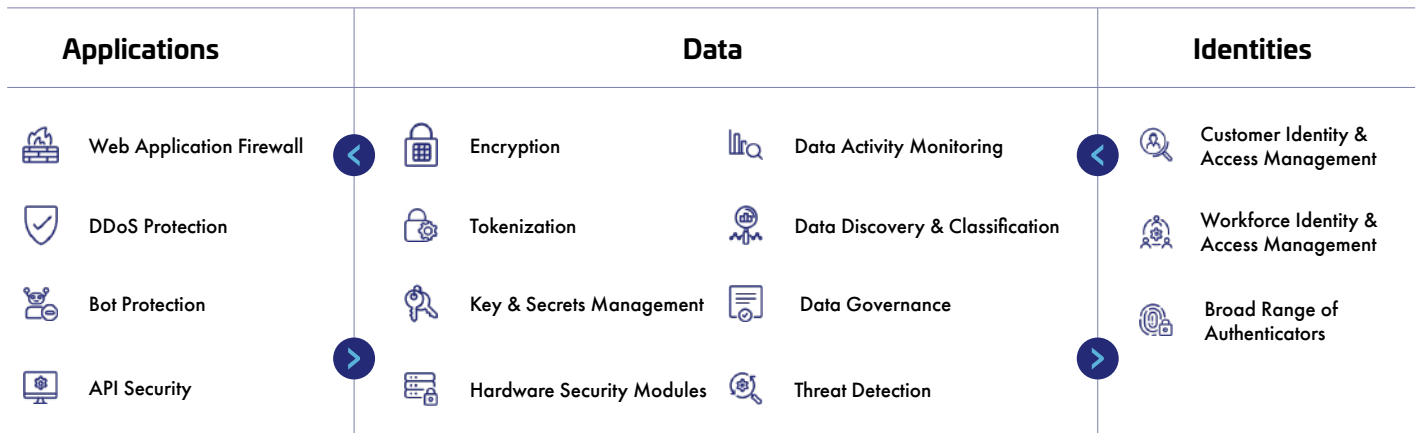 Applications
Data
Identities
Web Application Firewall
DDoS Protection
Bot Protection
API Security
Encryption
Tokenization
Key & Secrets Management
Hardware Security Modules
Data Activity Monitoring
Data Discovery & Classification
Data Governance
Threat Detection
Customer Identity &
Access Management
Workforce Identity &
Access Management
Broad Range of
Authenticators